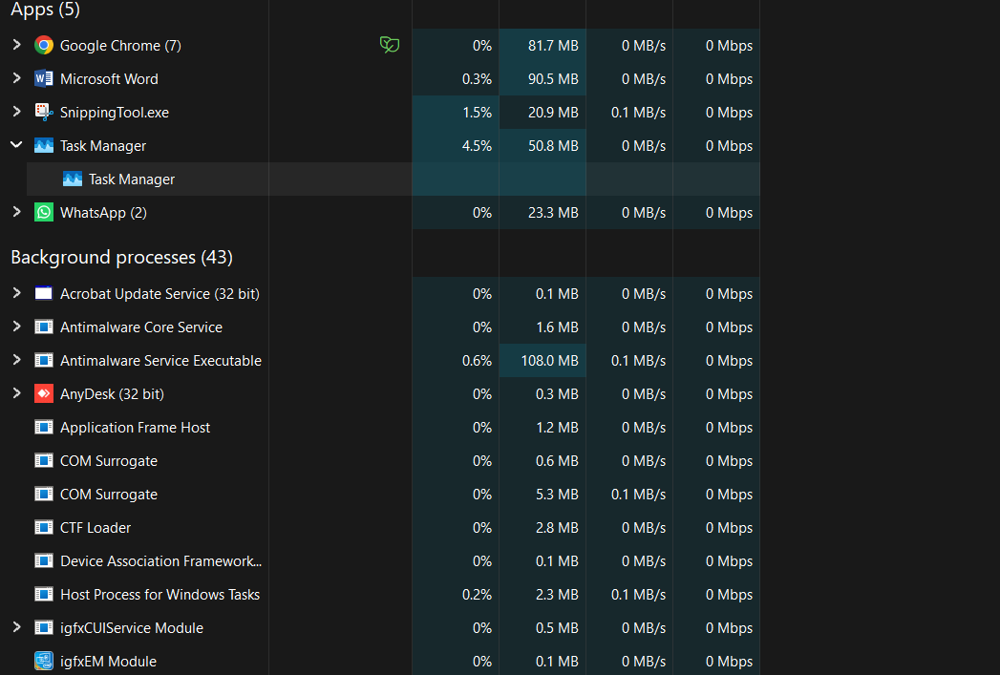 Apps (5)
Google Chrome (7) 0% 81.7 MB 0 MB/s 0 Mbps
Microsoft Word 0.3% 90.5 MB 0 MB/s 0 Mbps
SnippingTool.exe 1.5% 20.9 MB 0.1 MB/s 0 Mbps
Task Manager 4.5% 50.8 MB 0 MB/s 0 Mbps
Task Manager
WhatsApp (2) 0% 23.3 MB 0 MB/s 0 Mbps
Background processes (43)
Acrobat Update Service (32 bit) 0% 0.1 MB 0 MB/s 0 Mbps
Antimalware Core Service 0% 1.6 MB 0 MB/s 0 Mbps
Antimalware Service Executable 0.6% 108.0 MB 0.1 MB/s 0 Mbps
AnyDesk (32 bit) 0% 0.3 MB 0 MB/s 0 Mbps
Application Frame Host 0% 1.2 MB 0 MB/s 0 Mbps
COM Surrogate 0% 0.6 MB 0 MB/s 0 Mbps
COM Surrogate 0% 5.3 MB 0.1 MB/s 0 Mbps
CTF Loader 0% 2.8 MB 0 MB/s 0 Mbps
Device Association Framework... 0% 0.1 MB 0 MB/s 0 Mbps
Host Process for Windows Tasks 0.2% 2.3 MB 0.1 MB/s 0 Mbps
igfxCUIService Module 0% 0.5 MB 0 MB/s 0 Mbps
igfxEM Module 0% 0.1 MB 0 MB/s 0 Mbps